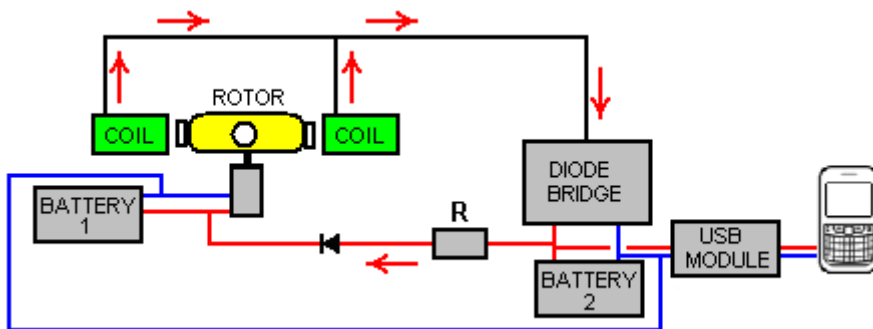 ROTOR
COIL
COIL
DIODE
BRIDGE
BATTERY
1
R
USB
MODULE
BATTERY
2